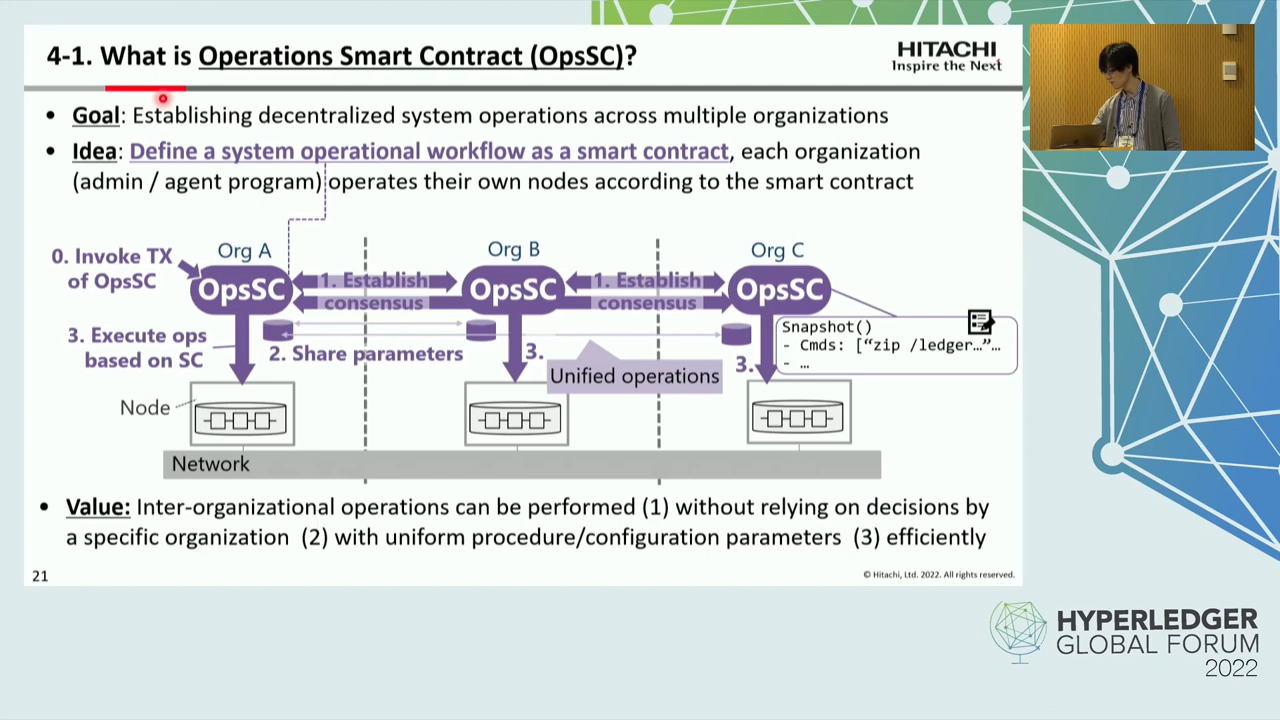 4-1. What is Operations Smart Contract (OpsSC)?
HITACHI
Inspire the Next
• Goal: Establishing decentralized system operations across multiple organizations
• Idea: Define a system operational workflow as a smart contract, each organization
(admin / agent program) operates their own nodes according to the smart contract
0. Invoke TX
of OpsSC
Org A
Org B
Org C
OpsSC
1. Establish
consensus
OpsSC
1. Establish
consensus
OpsSC
3. Execute ops
based on SC
2. Share parameters
3.
Unified operations
3.
Snapshot()
- Cmds: [“zip /ledger…”…
- …
Node
Network
• Value: Inter-organizational operations can be performed (1) without relying on decisions by
a specific organization (2) with uniform procedure/configuration parameters (3) efficiently
21
© Hitachi, Ltd. 2022. All rights reserved.
HYPERLEDGER
GLOBAL FORUM
2022